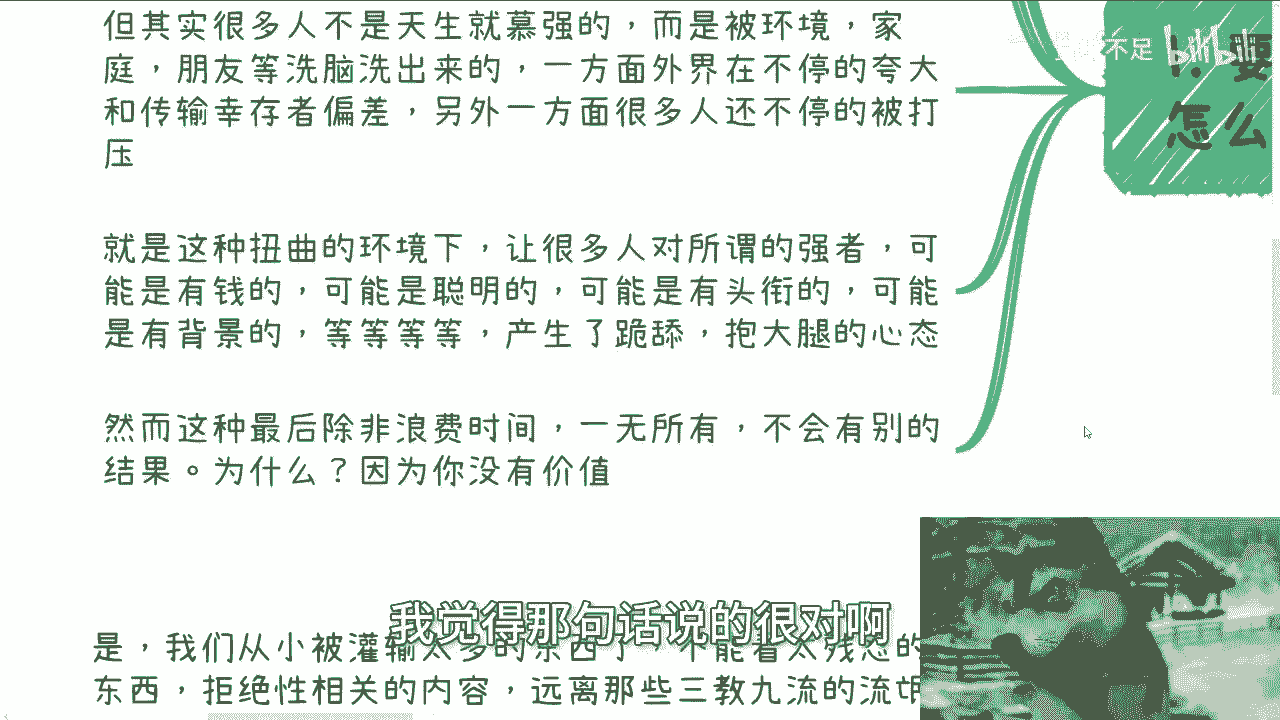 但其实很多人不是天生就慕强的，而是被环境，家
庭，朋友等洗脑洗出来的，一方面外界在不停的夸大
和传输幸存者偏差，另外一方面很多人还不停的被打
压
不足 bilibili
要
怎么
就是这种扭曲的环境下，让很多人对所谓的强者，可
能是有钱的，可能是聪明的，可能是有头衔的，可能
是有背景的，等等等等，产生了跪舔，抱大腿的心态
然而这种最后除非浪费时间，一无所有，不会有别的
结果。为什么？因为你没有价值
我觉得那句话说的很对啊
是，我们从小被灌输太多的东西了，不能看太残忍的
东西，拒绝性相关的内容，远离那些三教九流的流氓